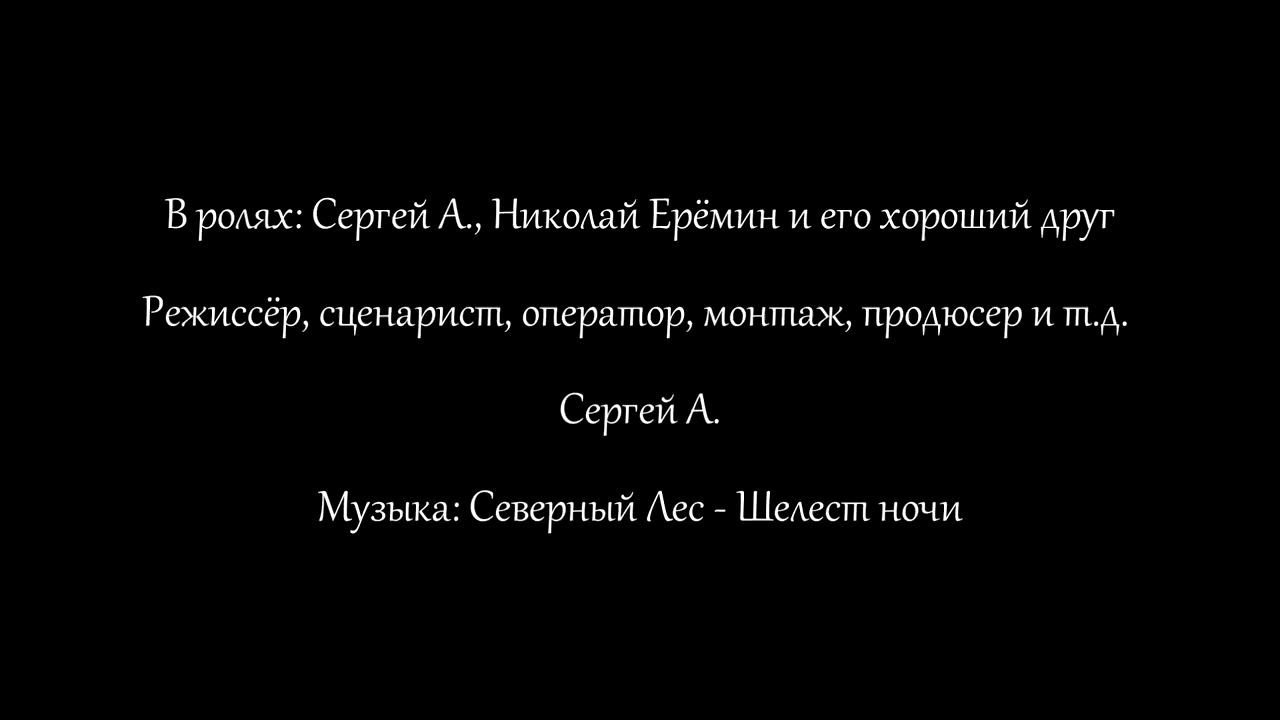 В ролях: Сергей А., Николай Ерёмин и его хороший друг
Режиссёр, сценарист, оператор, монтаж, продюсер и т.д.
Сергей А.
Музыка: Северный Лес - Шелест ночи